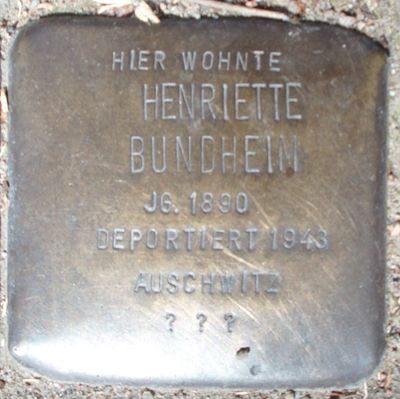 HIER WOHNTE
HENRIETTE
BUNDHEIM
JG. 1890
DEPORTIERT 1943
AUSCHWITZ
? ? ?